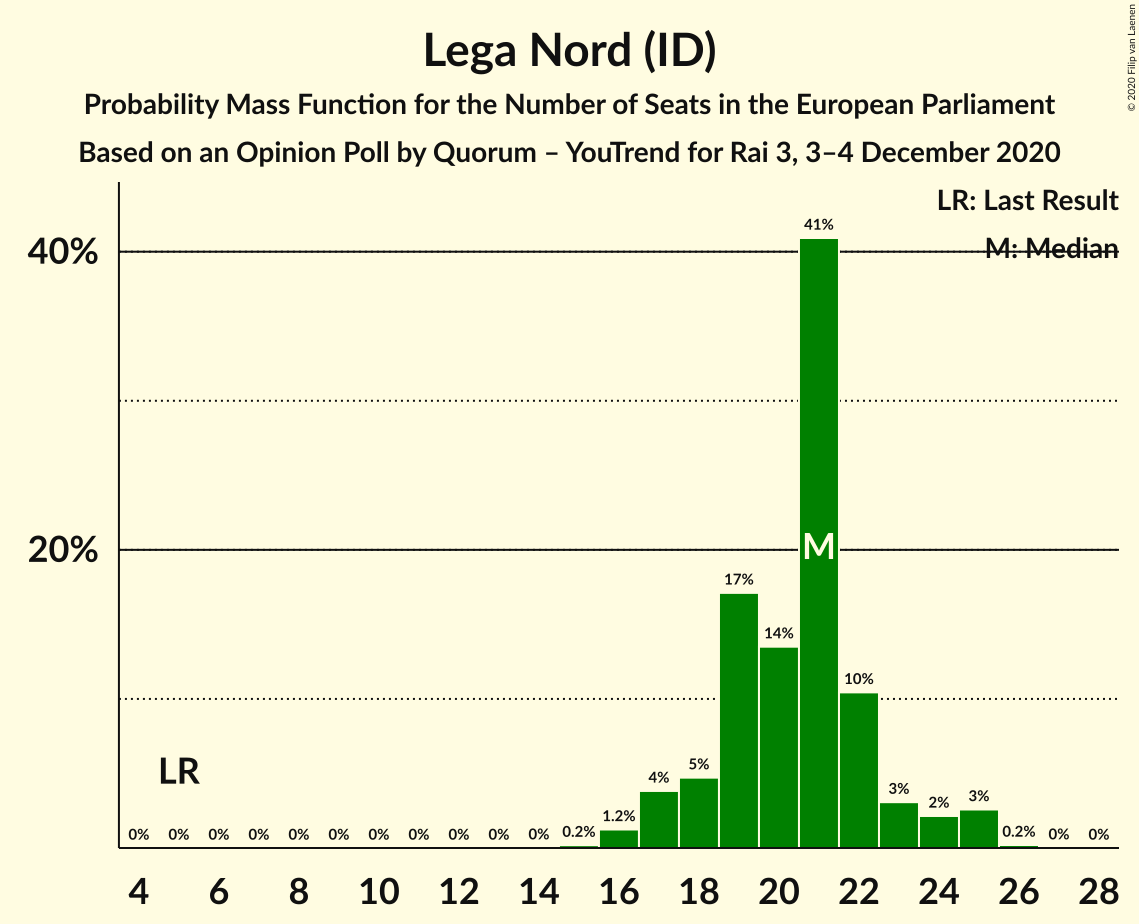 Lega Nord (ID)
Probability Mass Function for the Number of Seats in the European Parliament
Based on an Opinion Poll by Quorum – YouTrend for Rai 3, 3–4 December 2020
© 2020 Filip van Laenen
LR: Last Result
M: Median
40%
20%
41%
M
17%
14%
10%
LR
4%
5%
3%
2%
3%
0% 0% 0% 0% 0% 0% 0% 0% 0% 0% 0% 0.2% 1.2% 0.2% 0% 0%
4 6 8 10 12 14 16 18 20 22 24 26 28